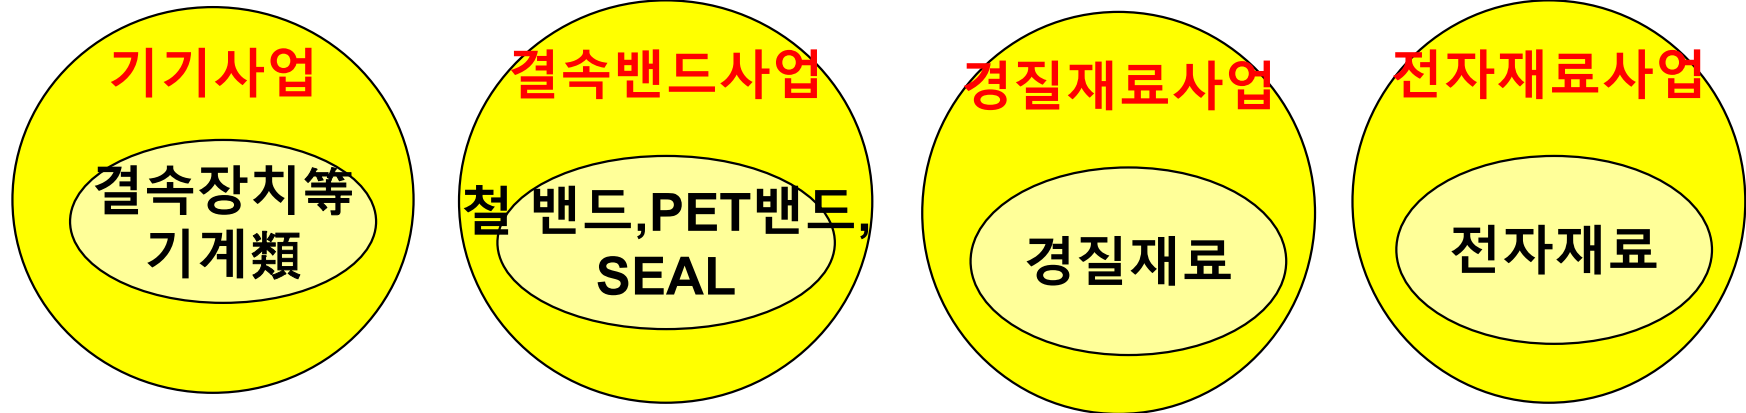 기기사업
결속장치等
기계類
결속밴드사업
철 밴드,PET밴드,
SEAL
경질재료사업
경질재료
전자재료사업
전자재료